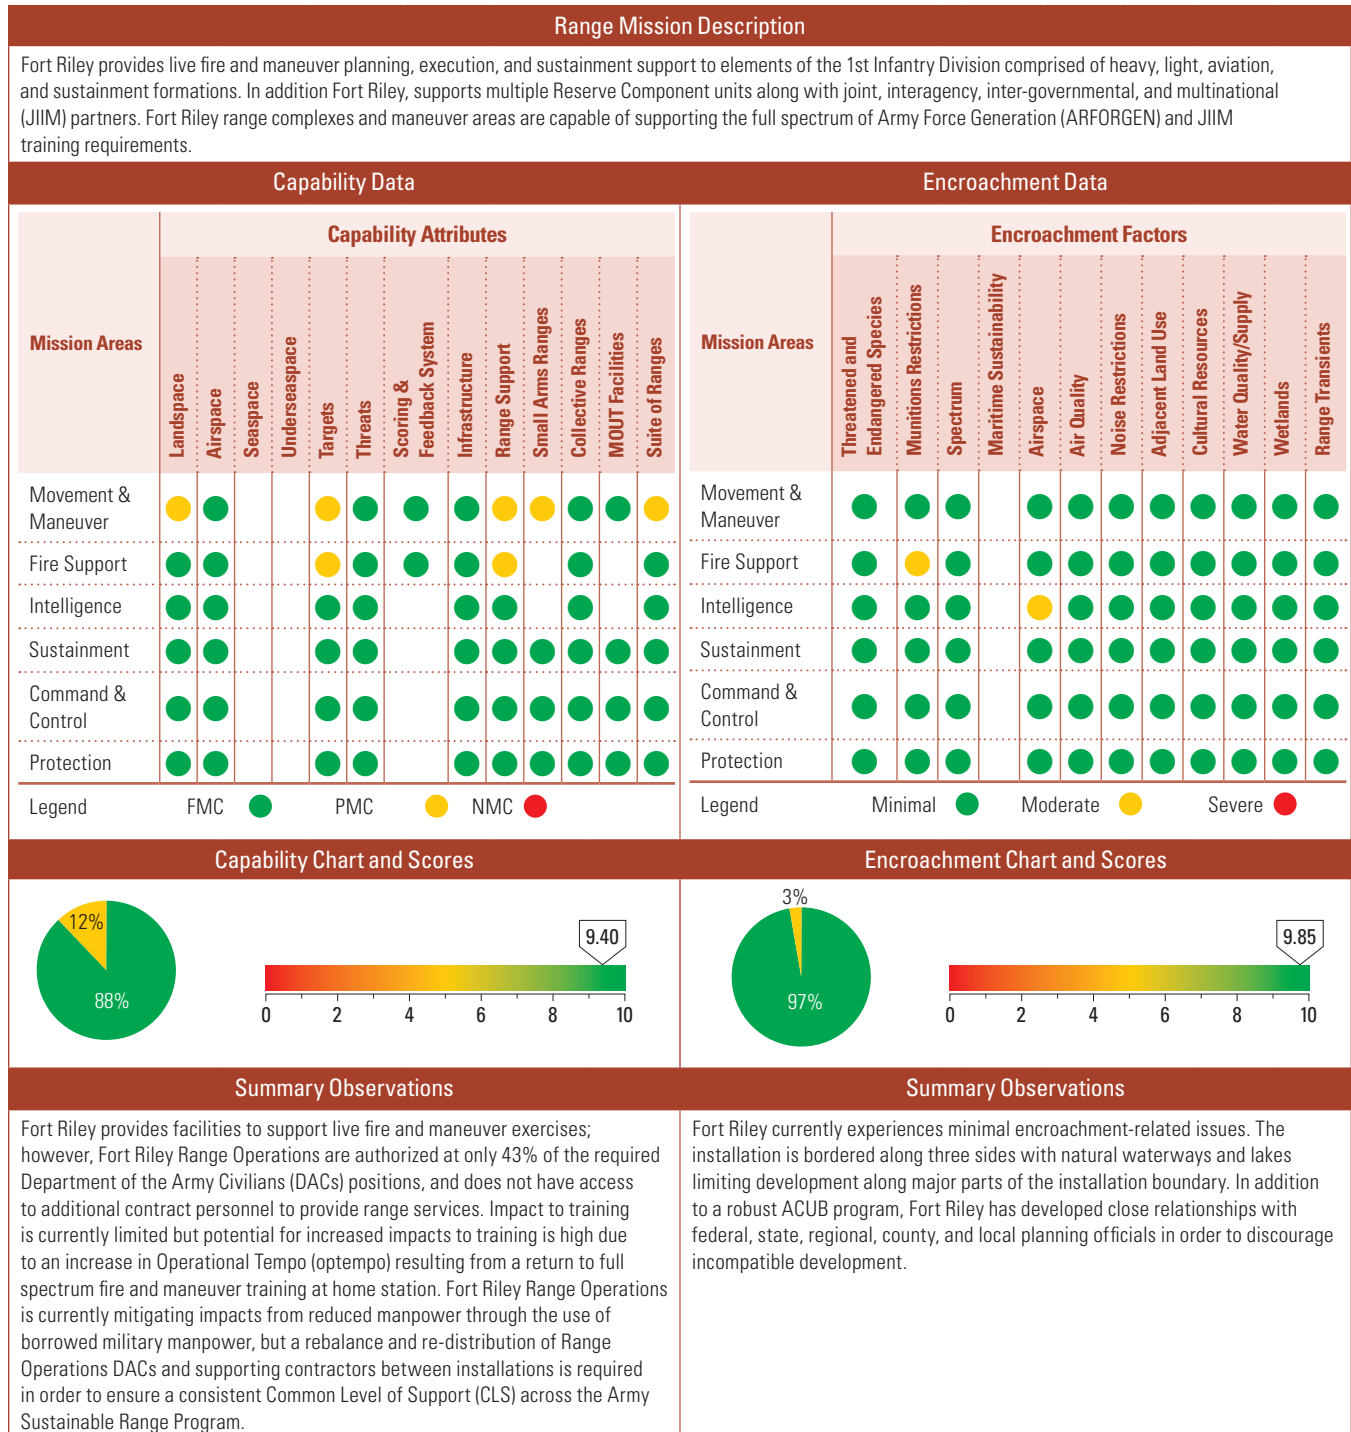 Range Mission Description
Fort Riley provides live fire and maneuver planning, execution, and sustainment support to elements of the 1st Infantry Division comprised of heavy, light, aviation,
and sustainment formations. In addition Fort Riley, supports multiple Reserve Component units along with joint, interagency, inter-governmental, and multinational
(JIIM) partners. Fort Riley range complexes and maneuver areas are capable of supporting the full spectrum of Army Force Generation (ARFORGEN) and JIIM
training requirements.
Capability Data
Mission Areas
Capability Attributes
Landspace
Airspace
Seaspace
Underseaspace
Targets
Threats
Scoring &
Feedback System
Infrastructure
Range Support
Small Arms Ranges
Collective Ranges
MOUT Facilities
Suite of Ranges
Movement &
Maneuver
Fire Support
Intelligence
Sustainment
Command &
Control
Protection
Legend FMC PMC NMC
Encroachment Data
Mission Areas
Encroachment Factors
Threatened and
Endangered Species
Munitions Restrictions
Spectrum
Maritime Sustainability
Airspace
Air Quality
Noise Restrictions
Adjacent Land Use
Cultural Resources
Water Quality/Supply
Wetlands
Range Transients
Movement &
Maneuver
Fire Support
Intelligence
Sustainment
Command &
Control
Protection
Legend Minimal Moderate Severe
Capability Chart and Scores
12%
88%
9.40
0 2 4 6 8 10
Encroachment Chart and Scores
3%
97%
9.85
0 2 4 6 8 10
Summary Observations
Fort Riley provides facilities to support live fire and maneuver exercises;
however, Fort Riley Range Operations are authorized at only 43% of the required
Department of the Army Civilians (DACs) positions, and does not have access
to additional contract personnel to provide range services. Impact to training
is currently limited but potential for increased impacts to training is high due
to an increase in Operational Tempo (optempo) resulting from a return to full
spectrum fire and maneuver training at home station. Fort Riley Range Operations
is currently mitigating impacts from reduced manpower through the use of
borrowed military manpower, but a rebalance and re-distribution of Range
Operations DACs and supporting contractors between installations is required
in order to ensure a consistent Common Level of Support (CLS) across the Army
Sustainable Range Program.
Summary Observations
Fort Riley currently experiences minimal encroachment-related issues. The
installation is bordered along three sides with natural waterways and lakes
limiting development along major parts of the installation boundary. In addition
to a robust ACUB program, Fort Riley has developed close relationships with
federal, state, regional, county, and local planning officials in order to discourage
incompatible development.